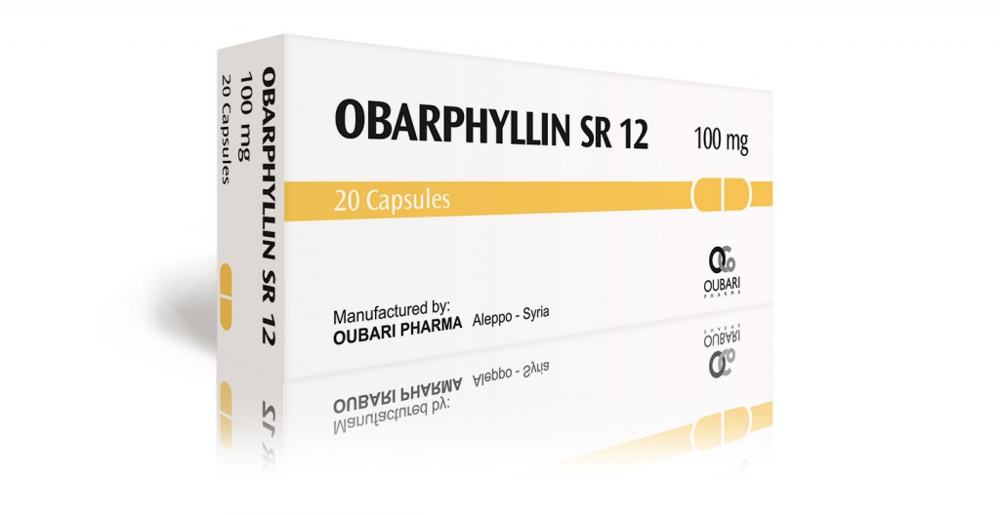 OBARPHYLLIN SR 12
100 mg
20 Capsules
OBARPHYLLIN SR 12
100 mg
20 Capsules
OUBARI
PHARMA
Manufactured by:
OUBARI PHARMA Aleppo - Syria